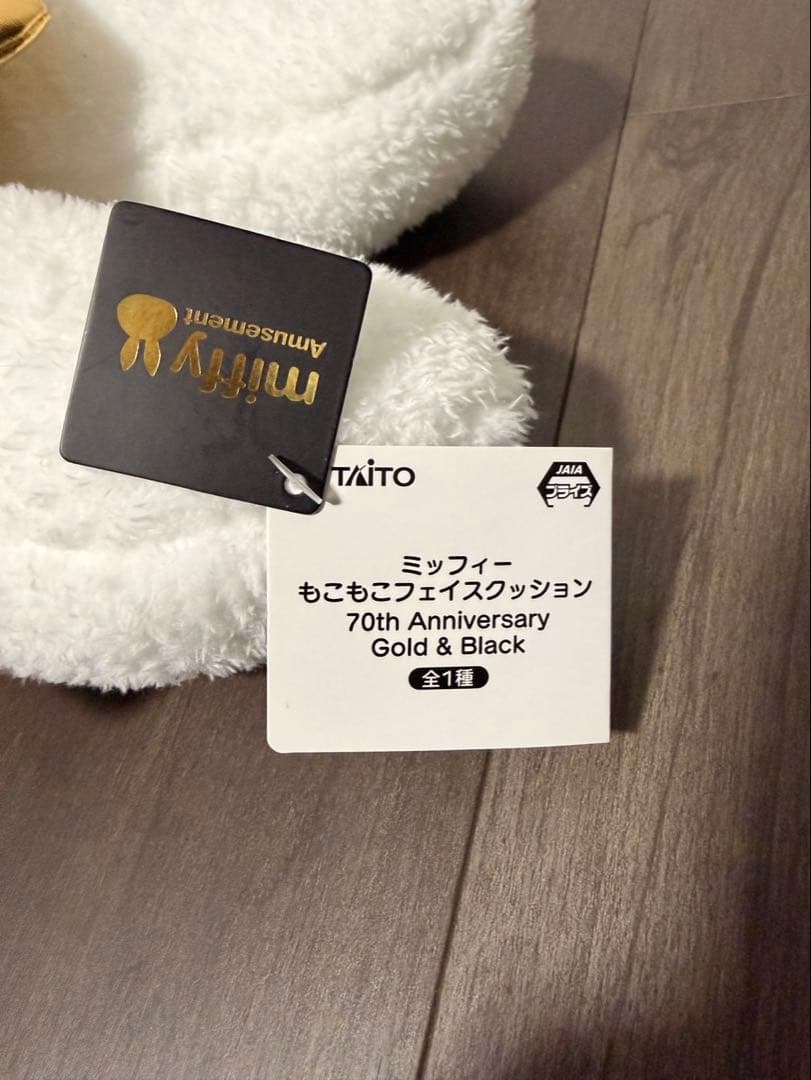 miffy
Amusement
TAITO
JAIA
プライズ
ミッフィー
もこもこフェイスクッション
70th Anniversary
Gold & Black
全1種